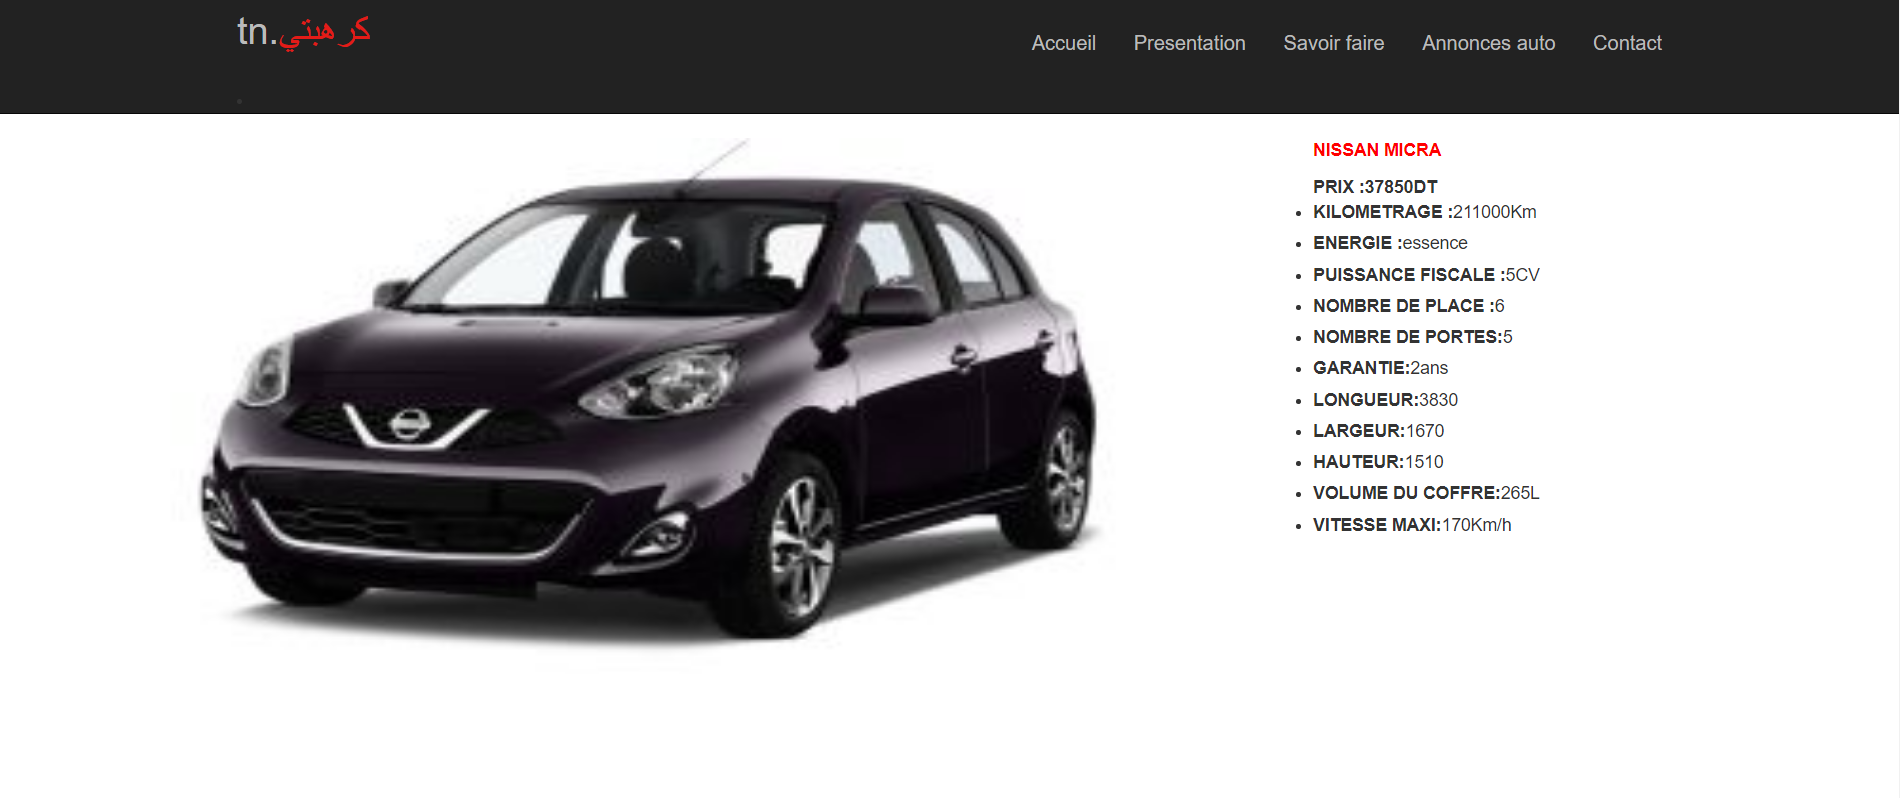 tn.كرهبتي
Accueil Presentation Savoir faire Annonces auto Contact
NISSAN MICRA
PRIX :37850DT
• KILOMETRAGE :211000Km
• ENERGIE :essence
• PUISSANCE FISCALE :5CV
• NOMBRE DE PLACE :6
• NOMBRE DE PORTES:5
• GARANTIE:2ans
• LONGUEUR:3830
• LARGEUR:1670
• HAUTEUR:1510
• VOLUME DU COFFRE:265L
• VITESSE MAXI:170Km/h